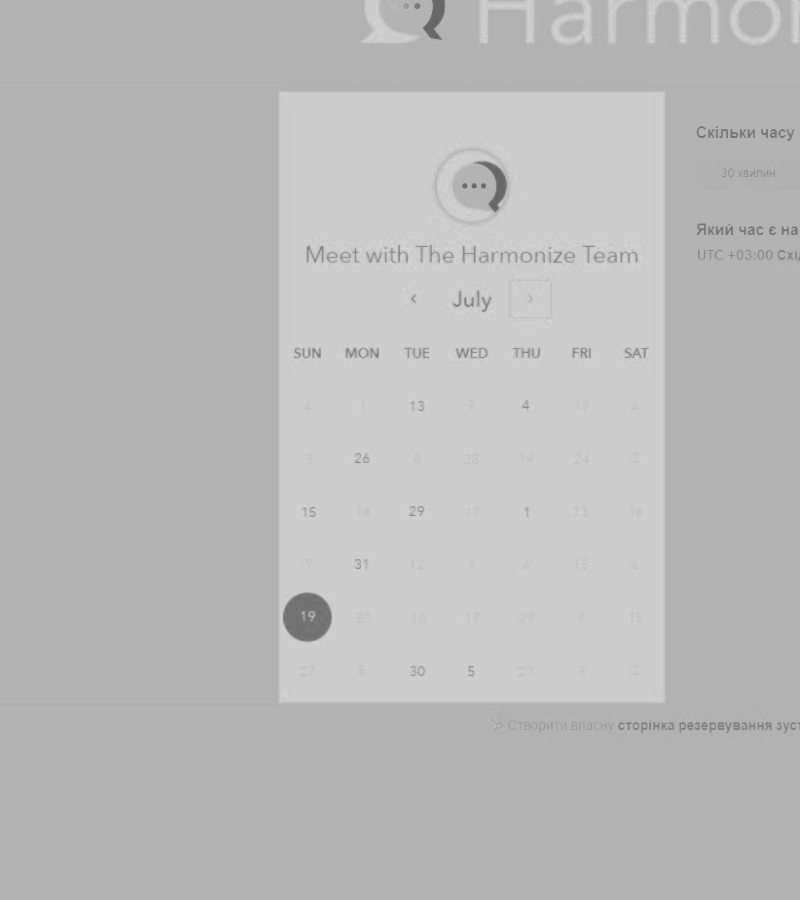 Harmo
Скільки часу
30 хвилин
Який час є на
UTC +03:00 Схі
Meet with The Harmonize Team
July
SUN MON TUE WED THU FRI SAT
6 1 13 7 4 17 4
3 26 8 28 14 24 2
15 16 29 17 1 13 16
9 31 12 7 4 15 6
19 30 10 17 29 7 15
27 5 30 5 27 3 2
Створити власну сторінка резервування зуст